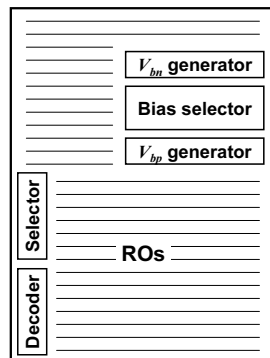 V_bn generator
Bias selector
V_bp generator
Selector
ROs
Decoder